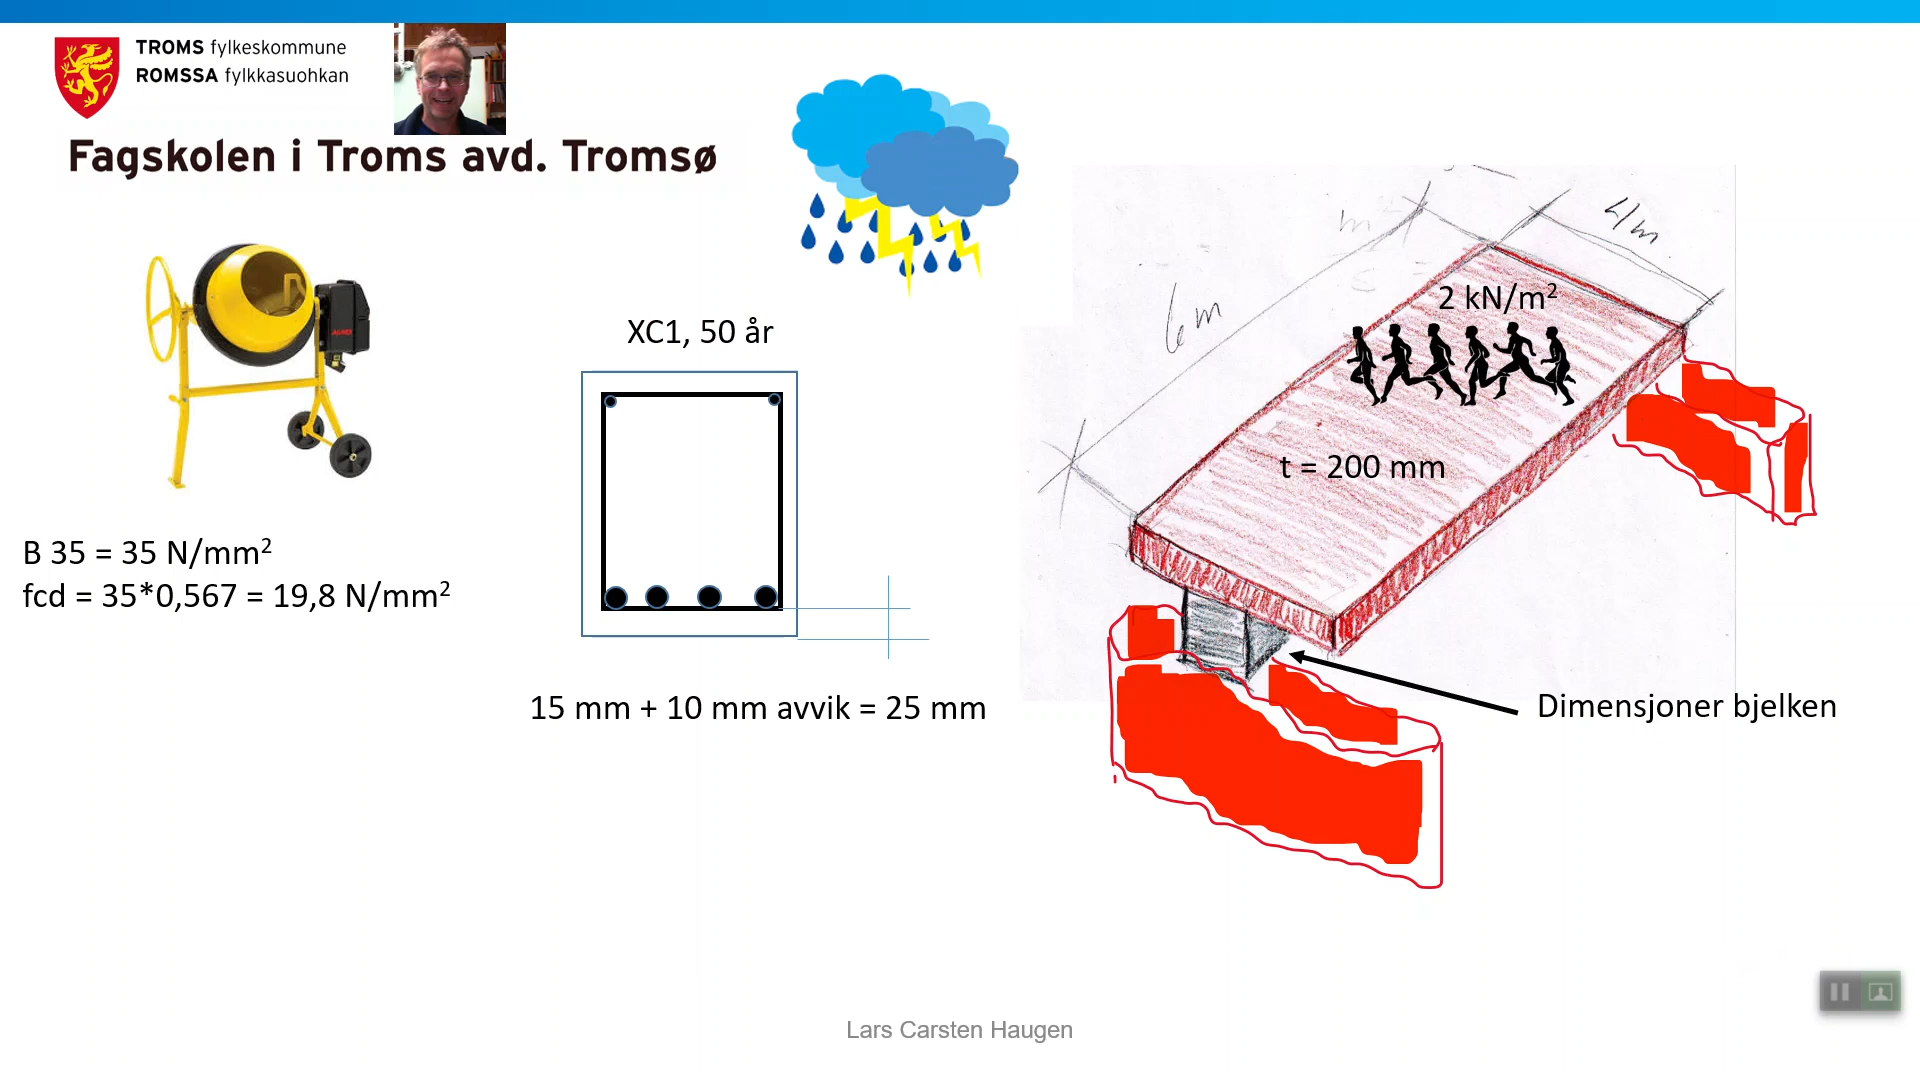 TROMS fylkeskommune
ROMSSA fylkkasuohkan
Fagskolen i Troms avd. Tromsø
4m
6m
2 kN/m²
XC1, 50 år
t = 200 mm
B 35 = 35 N/mm²
fcd = 35*0,567 = 19,8 N/mm²
15 mm + 10 mm avvik = 25 mm
Dimensjoner bjelken
Lars Carsten Haugen